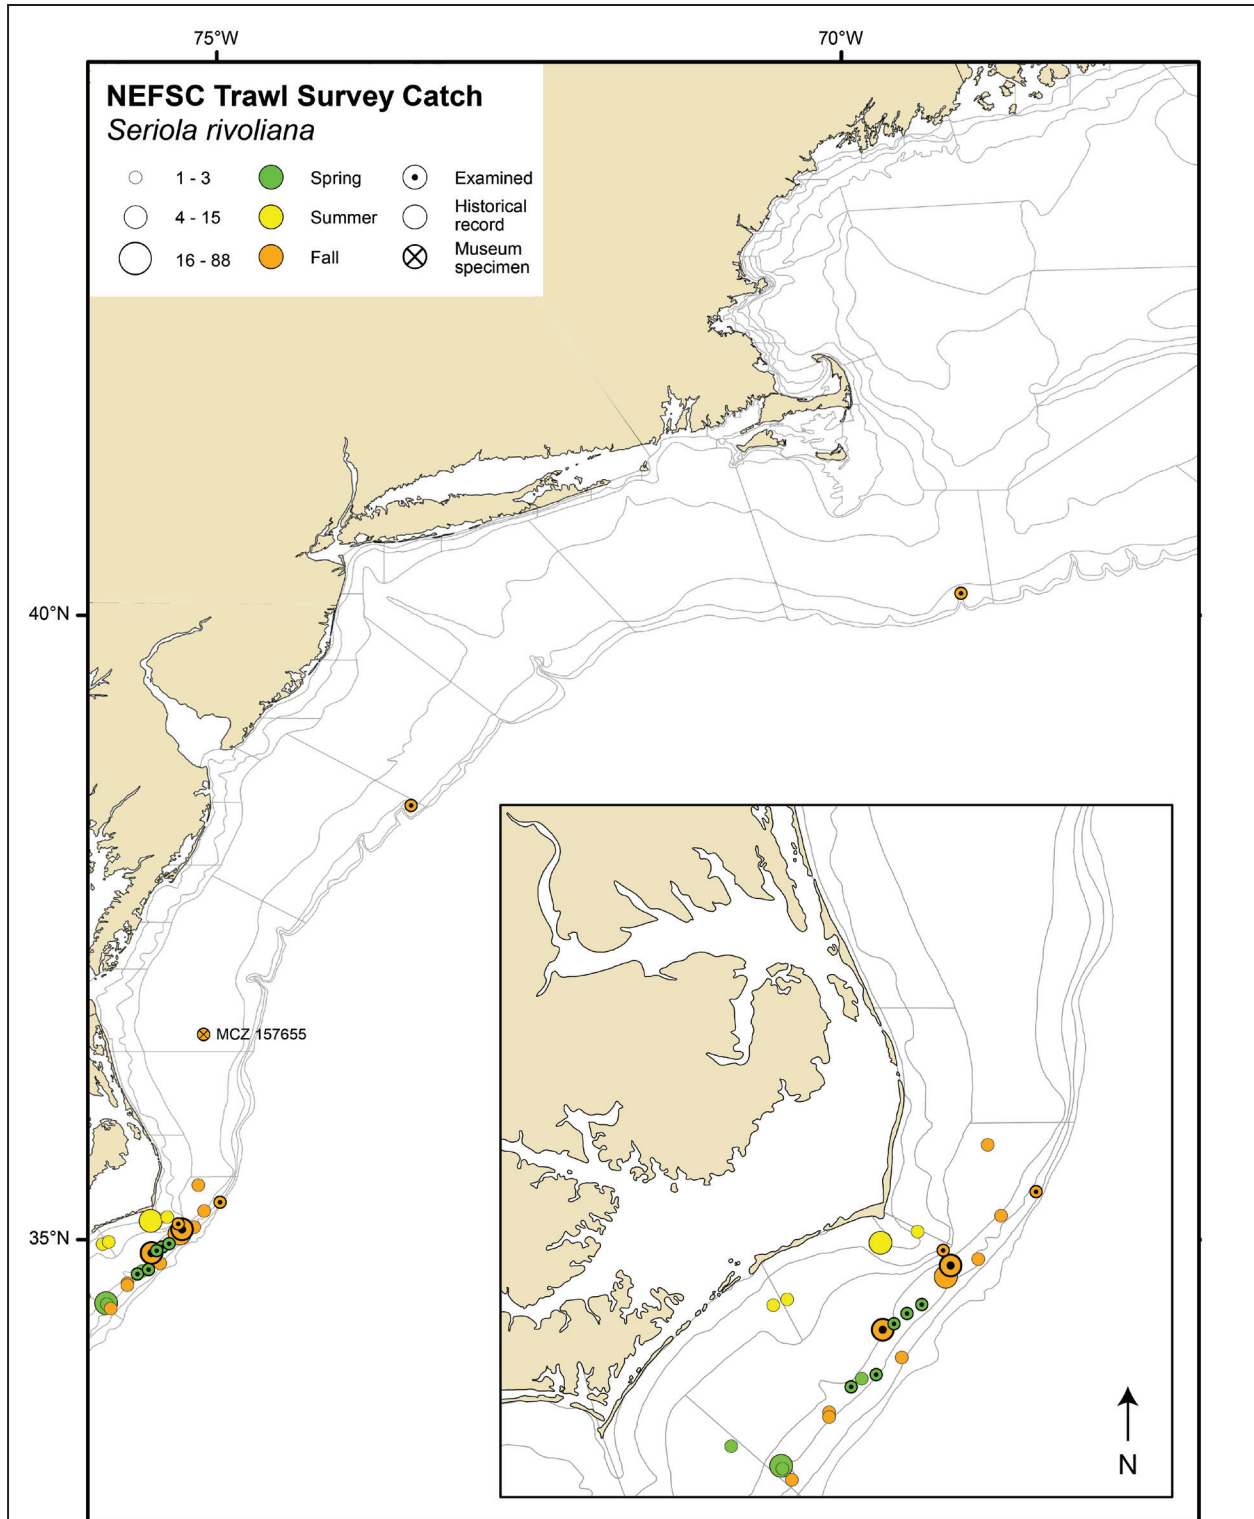 75°W
70°W
NEFSC Trawl Survey Catch
Seriola rivoliana
1 - 3
Spring
Examined
4 - 15
Summer
Historical
record
16 - 88
Fall
Museum
specimen
40°N
MCZ 157655
35°N
N